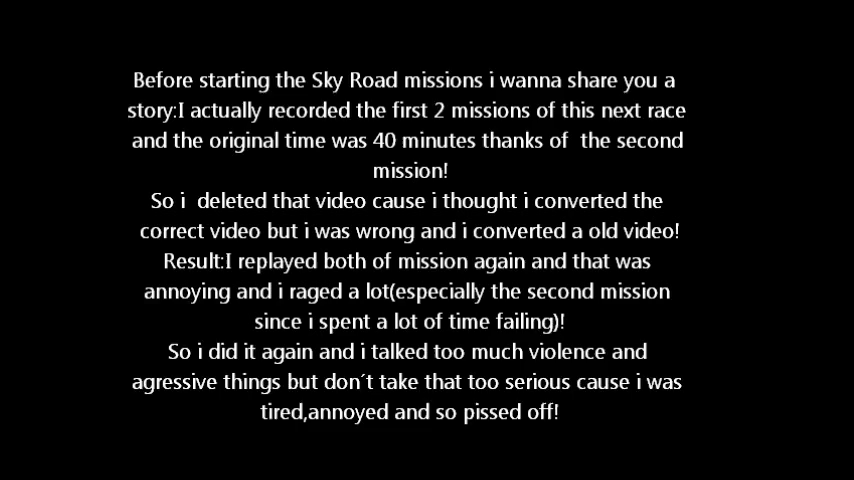 Before starting the Sky Road missions i wanna share you a
story:I actually recorded the first 2 missions of this next race
and the original time was 40 minutes thanks of  the second
mission!
So i  deleted that video cause i thought i converted the
correct video but i was wrong and i converted a old video!
Result:I replayed both of mission again and that was
annoying and i raged a lot(especially the second mission
since i spent a lot of time failing)!
So i did it again and i talked too much violence and
agressive things but don´t take that too serious cause i was
tired,annoyed and so pissed off!